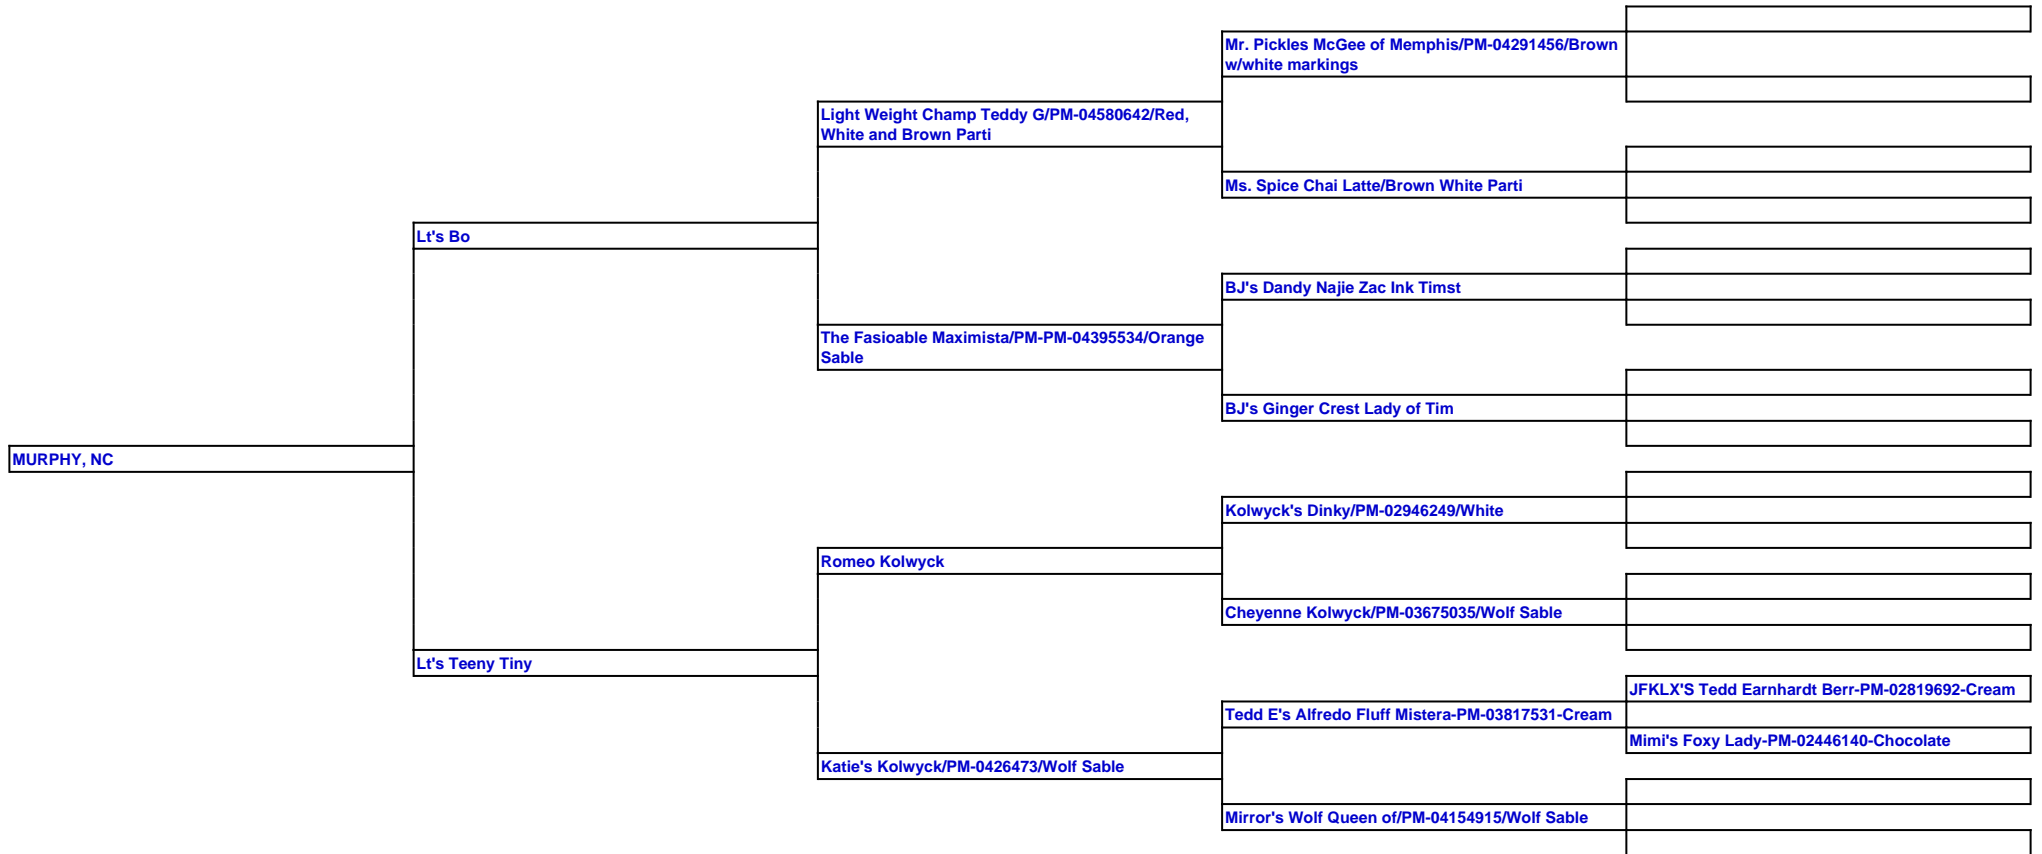 Mr. Pickles McGee of Memphis/PM-04291456/Brown
w/white markings
Light Weight Champ Teddy G/PM-04580642/Red,
White and Brown Parti
Ms. Spice Chai Latte/Brown White Parti
Lt's Bo
BJ's Dandy Najie Zac Ink Timst
The Fasioable Maximista/PM-PM-04395534/Orange
Sable
BJ's Ginger Crest Lady of Tim
MURPHY, NC
Kolwyck's Dinky/PM-02946249/White
Romeo Kolwyck
Cheyenne Kolwyck/PM-03675035/Wolf Sable
Lt's Teeny Tiny
JFKLX'S Tedd Earnhardt Berr-PM-02819692-Cream
Tedd E's Alfredo Fluff Mistera-PM-03817531-Cream
Mimi's Foxy Lady-PM-02446140-Chocolate
Katie's Kolwyck/PM-0426473/Wolf Sable
Mirror's Wolf Queen of/PM-04154915/Wolf Sable